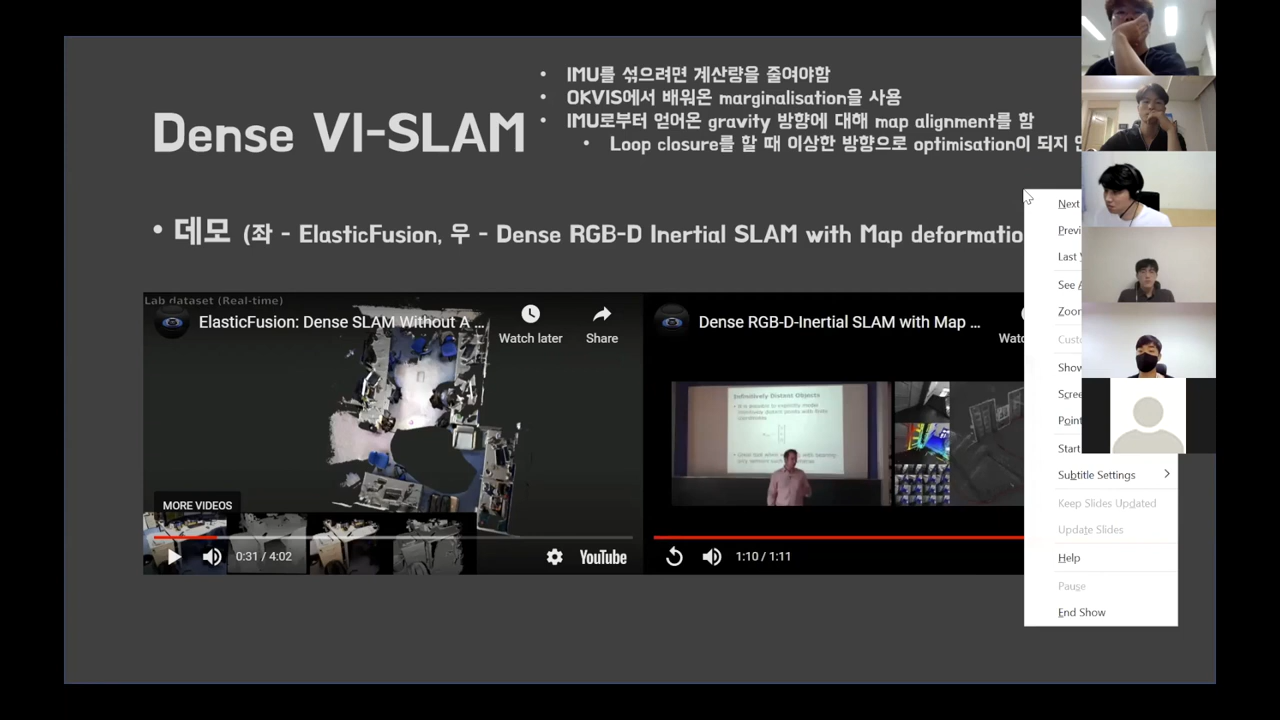 IMU를 섞으려면 계산량을 줄여야함
OKVIS에서 배워온 marginalisation을 사용
IMU로부터 얻어온 gravity 방향에 대해 map alignment를 함
Loop closure를 할 때 이상한 방향으로 optimisation이 되지
Dense VI-SLAM
데모 (좌 - ElasticFusion, 우 - Dense RGB-D Inertial SLAM with Map deformatio
Lab dataset (Real-time)
ElasticFusion: Dense SLAM Without A ...
Watch later
Share
MORE VIDEOS
0:31 / 4:02
YouTube
Dense RGB-D-Inertial SLAM with Map ...
Watc
Infinitively Distant Objects
1:10 / 1:11
Next
Previ
Last
See
Zoon
Custo
Show
Scree
Point
Start
Subtitle Settings
Keep Slides Updated
Update Slides
Help
Pause
End Show